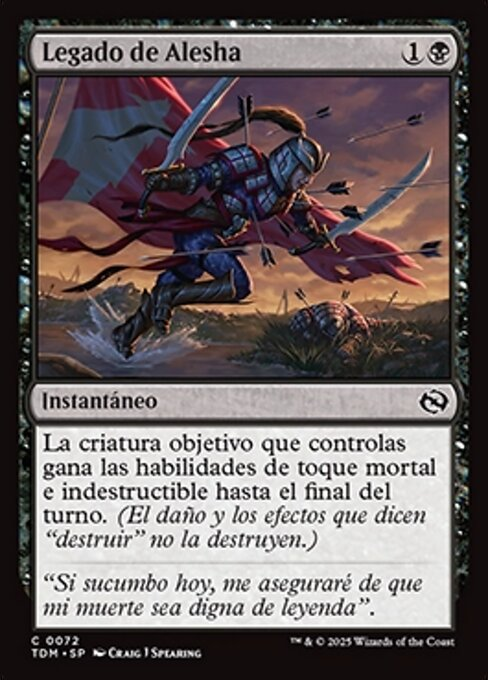 Legado de Alesha 1
Instantáneo
La criatura objetivo que controlas
gana las habilidades de toque mortal
e indestructible hasta el final del
turno. (El daño y los efectos que dicen
“destruir” no la destruyen.)
“Si sucumbo hoy, me aseguraré de que
mi muerte sea digna de leyenda”.
C 0072
TDM • SP Craig J Spearing
™ & © 2025 Wizards of the Coast